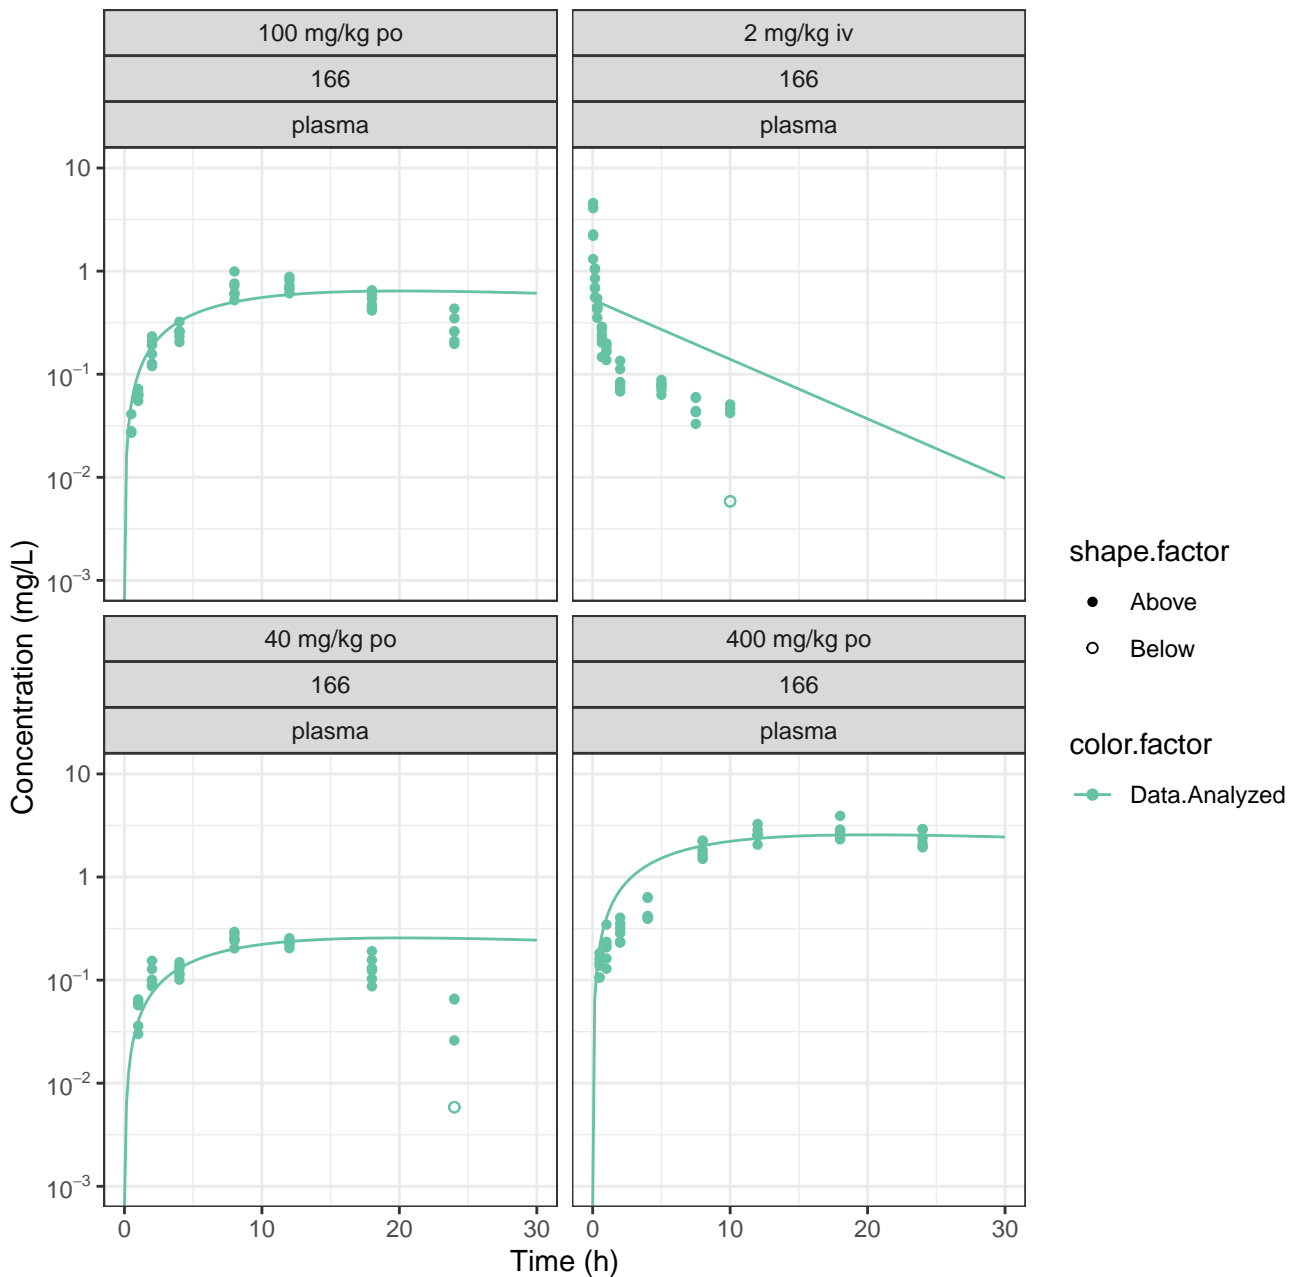 100 mg/kg po
166
plasma
2 mg/kg iv
166
plasma
10
1
10⁻¹
10⁻²
10⁻³
40 mg/kg po
166
plasma
400 mg/kg po
166
plasma
10
1
10⁻¹
10⁻²
10⁻³
0 10 20 30
0 10 20 30
Time (h)
Concentration (mg/L)
shape.factor
Above
Below
color.factor
Data.Analyzed